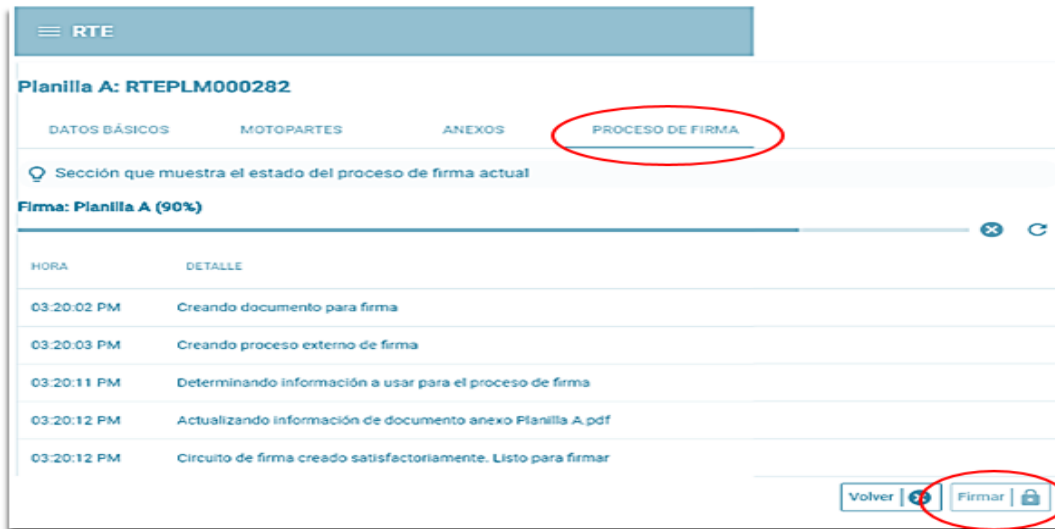 RTE
Planilla A: RTEPLM000282
DATOS BÁSICOS MOTOPARTES ANEXOS PROCESO DE FIRMA
Sección que muestra el estado del proceso de firma actual
Firma: Planilla A (90%)
HORA DETALLE
03:20:02 PM Creando documento para firma
03:20:03 PM Creando proceso externo de firma
03:20:11 PM Determinando información a usar para el proceso de firma
03:20:12 PM Actualizando información de documento anexo Planilla A.pdf
03:20:12 PM Circuito de firma creado satisfactoriamente. Listo para firmar
Volver Firmar